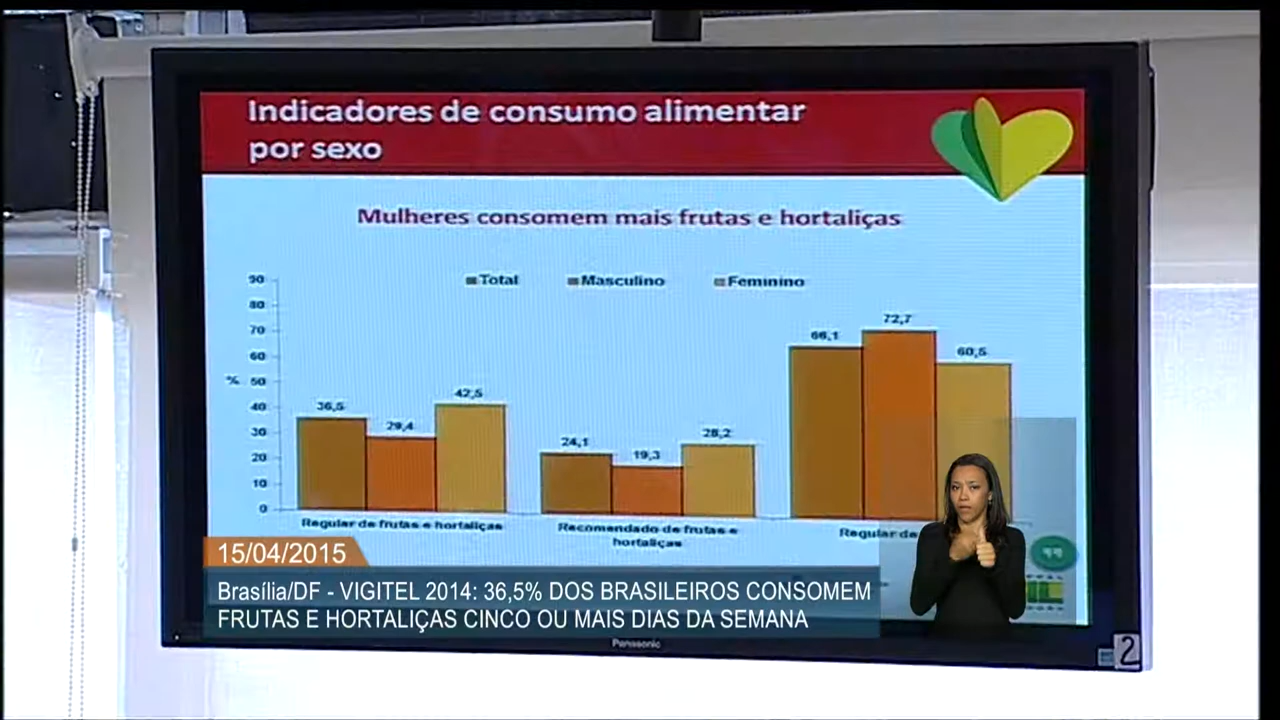 Indicadores de consumo alimentar
por sexo
Mulheres consomem mais frutas e hortaliças
Total Masculino Feminino
90
80
70
60
% 50
40
30
20
10
0
36,5
29,4
42,5
24,1
19,3
28,2
66,1
72,7
60,5
Regular de frutas e hortaliças
Recomendado de frutas e
hortaliças
Regular de
15/04/2015
Brasília/DF - VIGITEL 2014: 36,5% DOS BRASILEIROS CONSOMEM
FRUTAS E HORTALIÇAS CINCO OU MAIS DIAS DA SEMANA
Panasonic
2